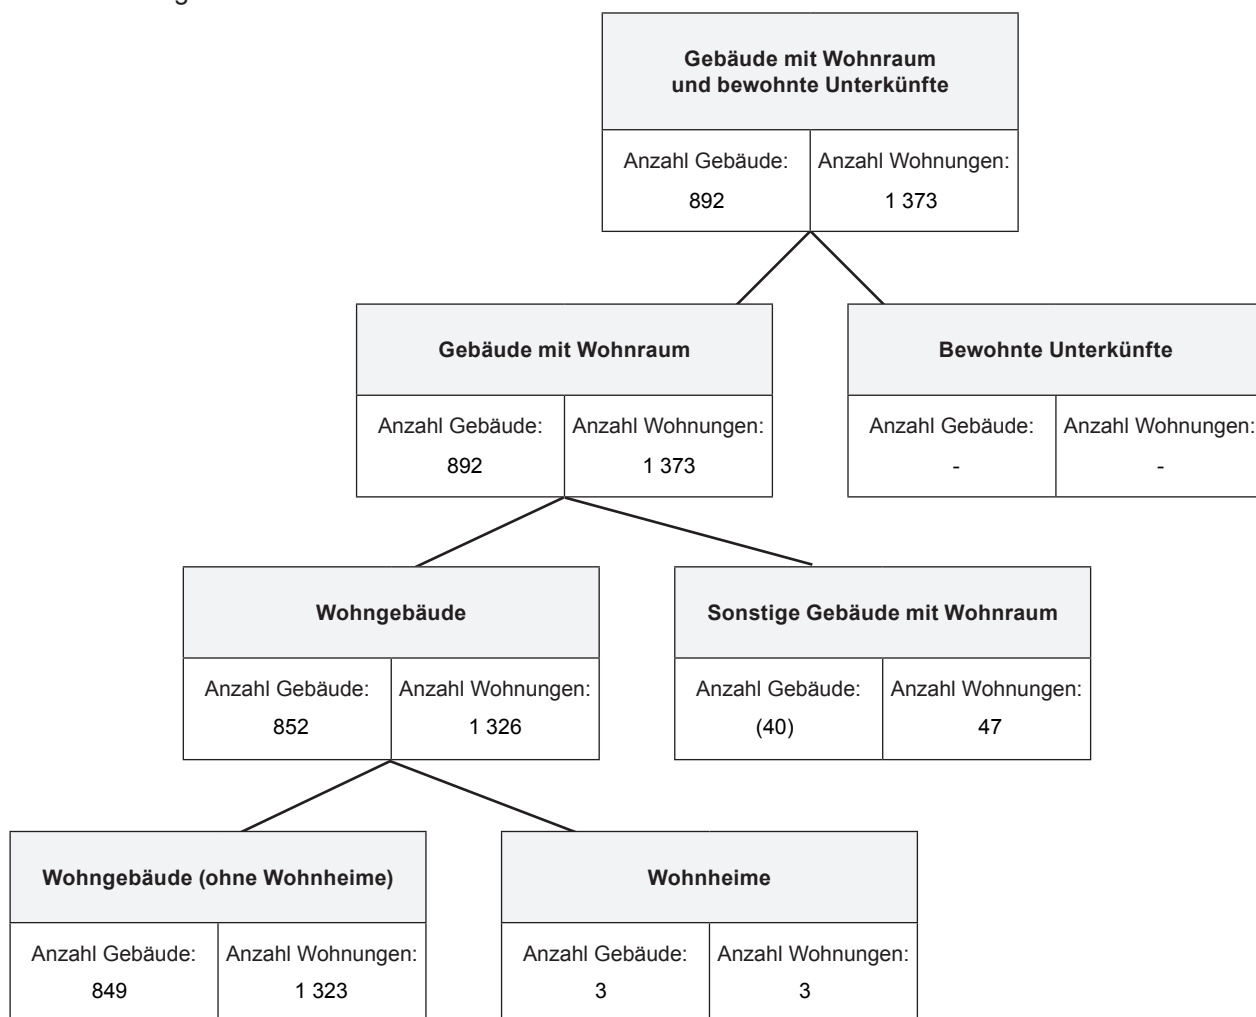 Gebäude mit Wohnraum
und bewohnte Unterkünfte
Anzahl Gebäude: Anzahl Wohnungen:
892 1 373
Gebäude mit Wohnraum
Anzahl Gebäude: Anzahl Wohnungen:
892 1 373
Bewohnte Unterkünfte
Anzahl Gebäude: Anzahl Wohnungen:
- -
Wohngebäude
Anzahl Gebäude: Anzahl Wohnungen:
852 1 326
Sonstige Gebäude mit Wohnraum
Anzahl Gebäude: Anzahl Wohnungen:
(40) 47
Wohngebäude (ohne Wohnheime)
Anzahl Gebäude: Anzahl Wohnungen:
849 1 323
Wohnheime
Anzahl Gebäude: Anzahl Wohnungen:
3 3